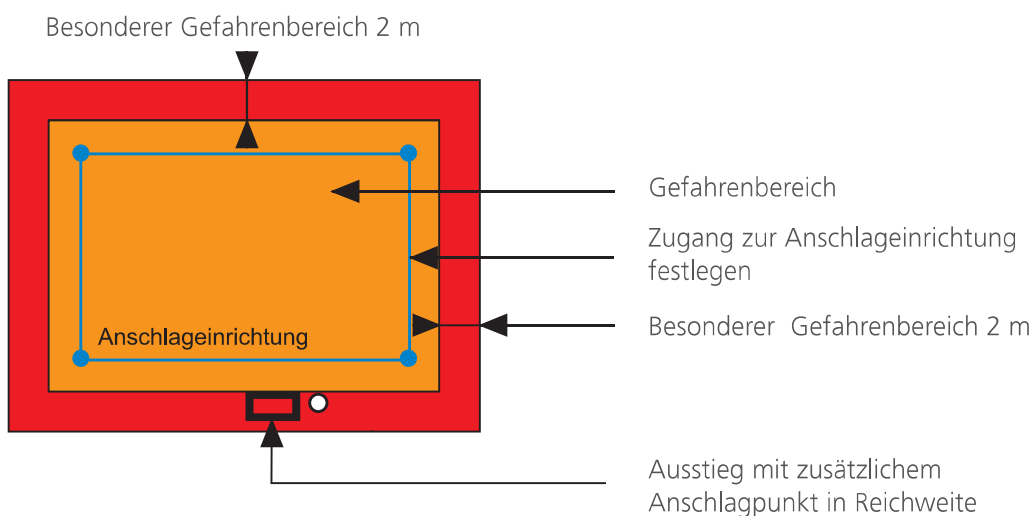 Besonderer Gefahrenbereich 2 m
Gefahrenbereich
Zugang zur Anschlageinrichtung
festlegen
Besonderer Gefahrenbereich 2 m
Anschlageinrichtung
Ausstieg mit zusätzlichem
Anschlagpunkt in Reichweite